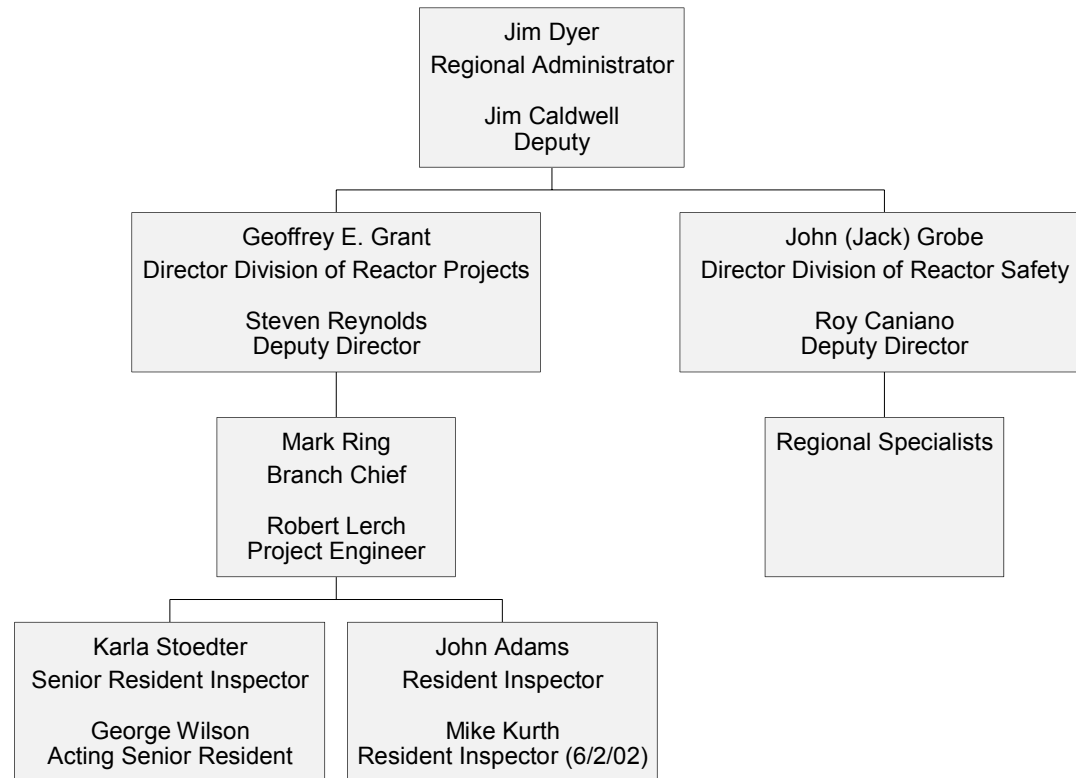 Jim Dyer
Regional Administrator
Jim Caldwell
Deputy
Geoffrey E. Grant
Director Division of Reactor Projects
Steven Reynolds
Deputy Director
John (Jack) Grobe
Director Division of Reactor Safety
Roy Caniano
Deputy Director
Mark Ring
Branch Chief
Robert Lerch
Project Engineer
Regional Specialists
Karla Stoedter
Senior Resident Inspector
George Wilson
Acting Senior Resident
John Adams
Resident Inspector
Mike Kurth
Resident Inspector (6/2/02)